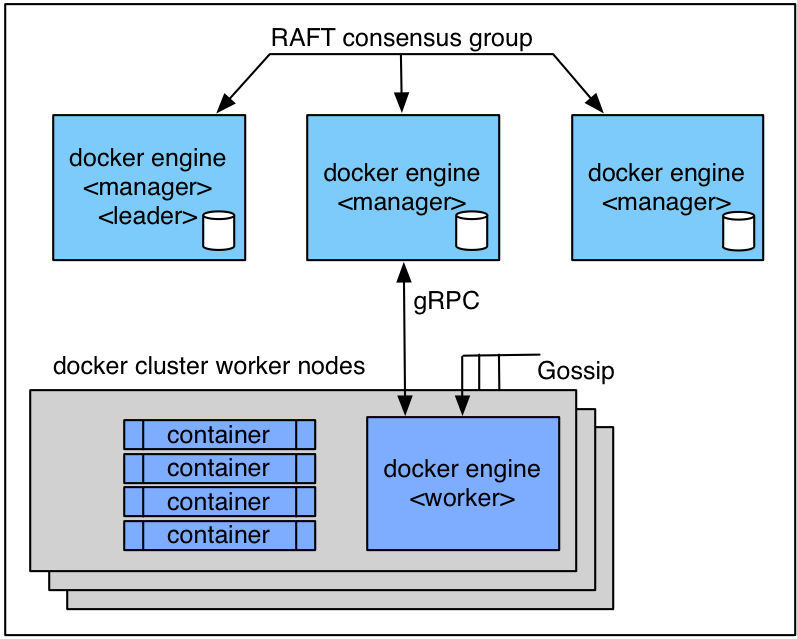 RAFT consensus group
docker engine
<manager>
<leader>
docker engine
<manager>
docker engine
<manager>
gRPC
docker cluster worker nodes
Gossip
container
container
container
container
docker engine
<worker>